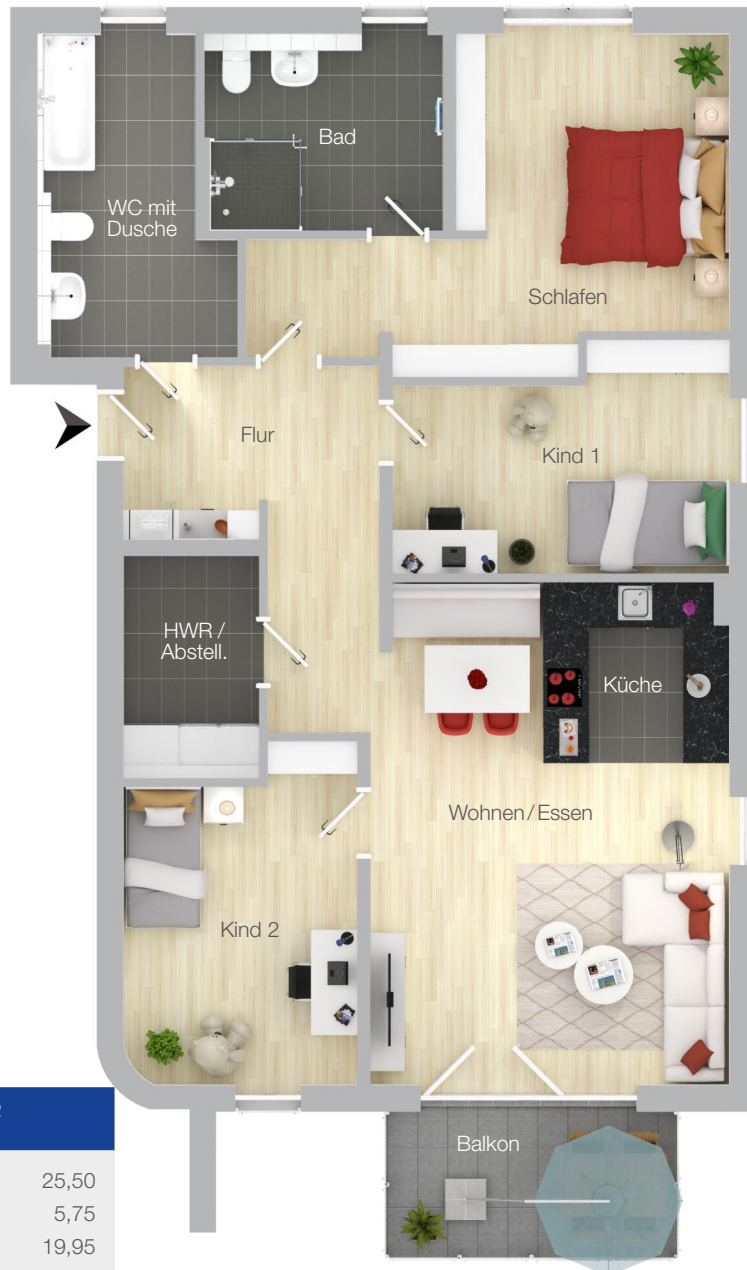 Bad
WC mit
Dusche
Schlafen
Flur
Kind 1
HWR /
Abstell.
Küche
Wohnen/Essen
Kind 2
Balkon
25,50
5,75
19,95